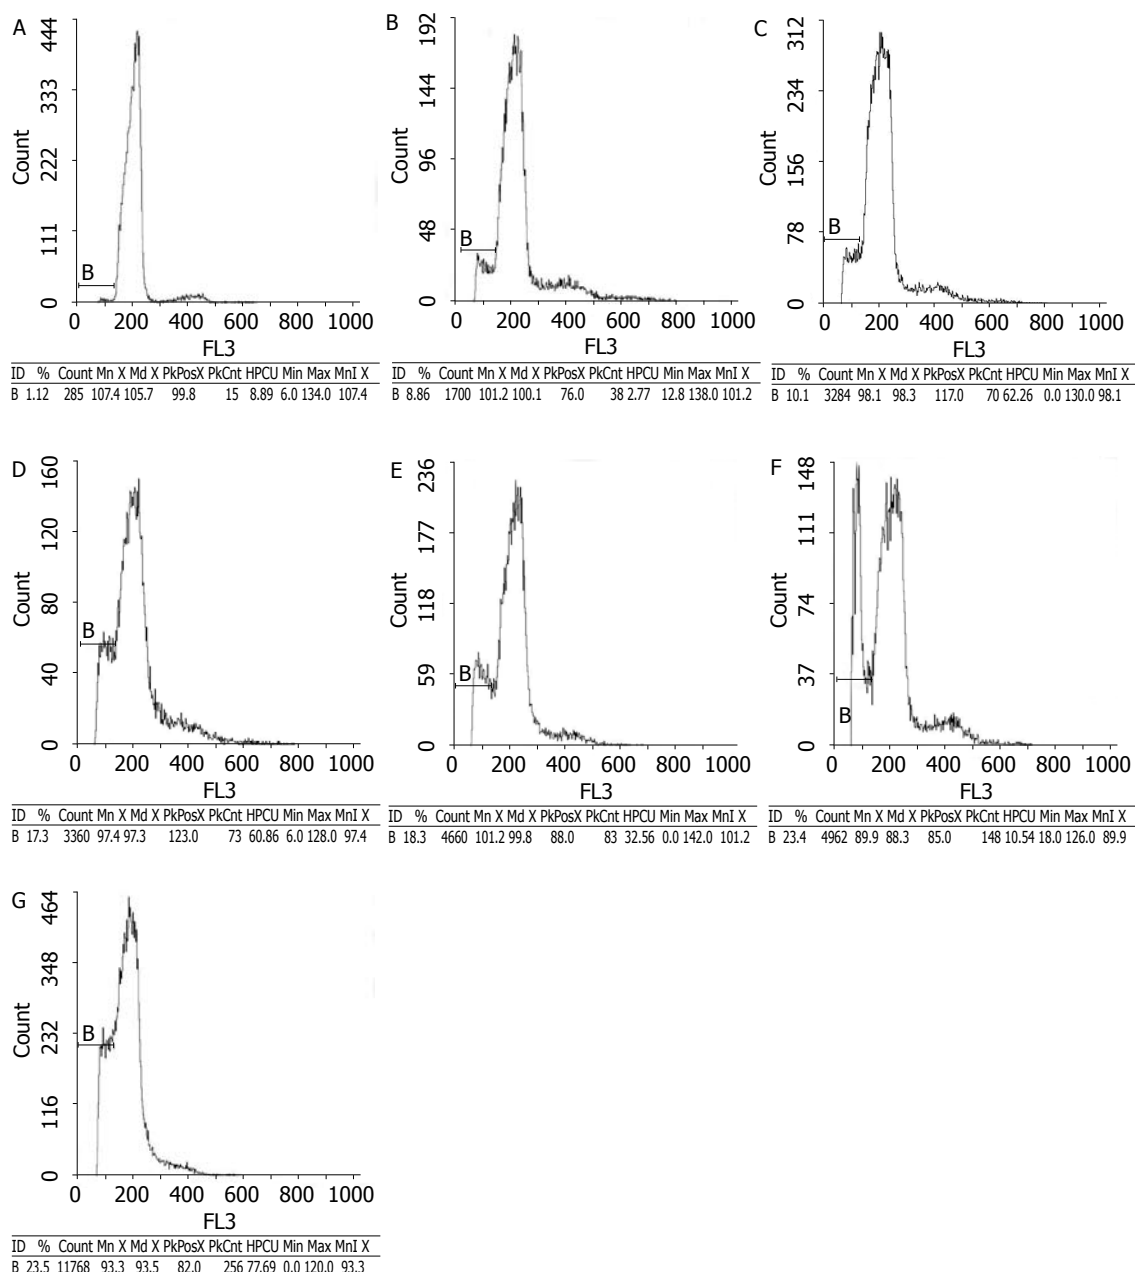 A
444
333
222
111
0
Count
B
0 200 400 600 800 1000
FL3
ID % Count Mn X Md X PkPosX PkCnt HPCU Min Max MnI X
B 1.12 285 107.4 105.7 99.8 15 8.89 6.0 134.0 107.4
B
192
144
96
48
0
Count
B
0 200 400 600 800 1000
FL3
ID % Count Mn X Md X PkPosX PkCnt HPCU Min Max MnI X
B 8.86 1700 101.2 100.1 76.0 38 2.77 12.8 138.0 101.2
C
312
234
156
78
0
Count
B
0 200 400 600 800 1000
FL3
ID % Count Mn X Md X PkPosX PkCnt HPCU Min Max MnI X
B 10.1 3284 98.1 98.3 117.0 70 62.26 0.0 130.0 98.1
D
160
120
80
40
0
Count
B
0 200 400 600 800 1000
FL3
ID % Count Mn X Md X PkPosX PkCnt HPCU Min Max MnI X
B 17.3 3360 97.4 97.3 123.0 73 60.86 6.0 128.0 97.4
E
236
177
118
59
0
Count
B
0 200 400 600 800 1000
FL3
ID % Count Mn X Md X PkPosX PkCnt HPCU Min Max MnI X
B 18.3 4660 101.2 99.8 88.0 83 32.56 0.0 142.0 101.2
F
148
111
74
37
0
Count
B
0 200 400 600 800 1000
FL3
ID % Count Mn X Md X PkPosX PkCnt HPCU Min Max MnI X
B 23.4 4962 89.9 88.3 85.0 148 10.54 18.0 126.0 89.9
G
464
348
232
116
0
Count
B
0 200 400 600 800 1000
FL3
ID % Count Mn X Md X PkPosX PkCnt HPCU Min Max MnI X
B 23.5 11768 93.3 93.5 82.0 256 77.69 0.0 120.0 93.3